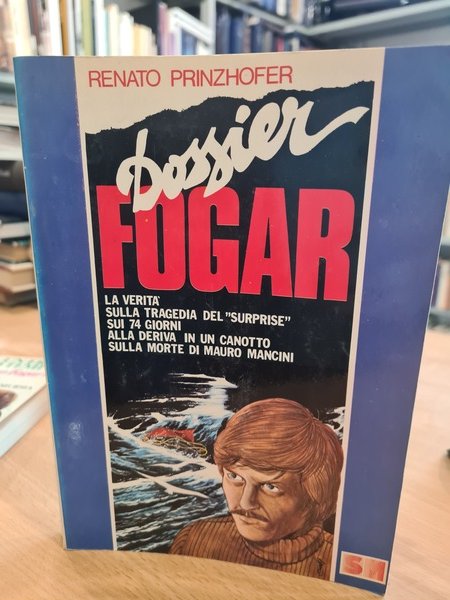 RENATO PRINZHOFER
Dossier
FOGAR
LA VERITA'
SULLA TRAGEDIA DEL "SURPRISE"
SUI 74 GIORNI
ALLA DERIVA IN UN CANOTTO
SULLA MORTE DI MAURO MANCINI